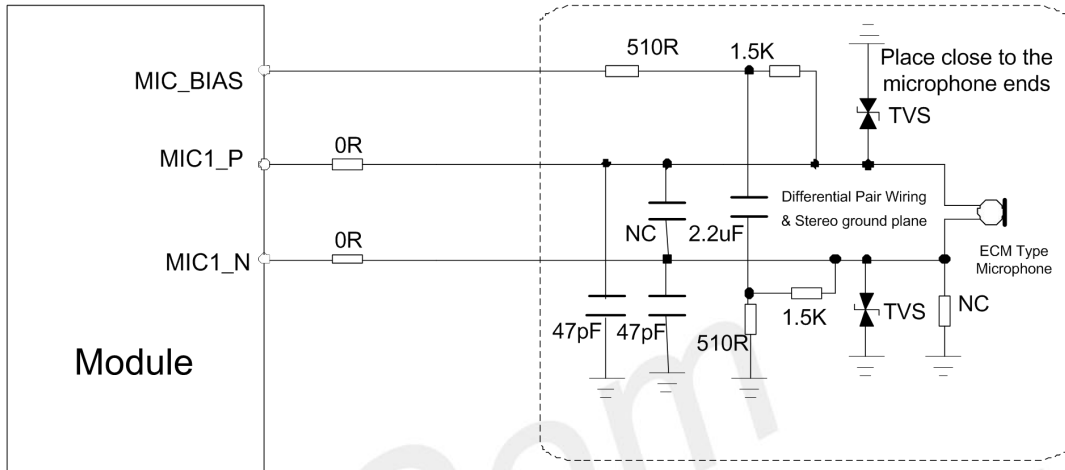 510R
1.5K
Place close to the
microphone ends
MIC_BIAS
TVS
0R
MIC1_P
Differential Pair Wiring
& Stereo ground plane
NC
2.2uF
0R
MIC1_N
ECM Type
Microphone
47pF
47pF
1.5K
TVS
NC
510R
Module